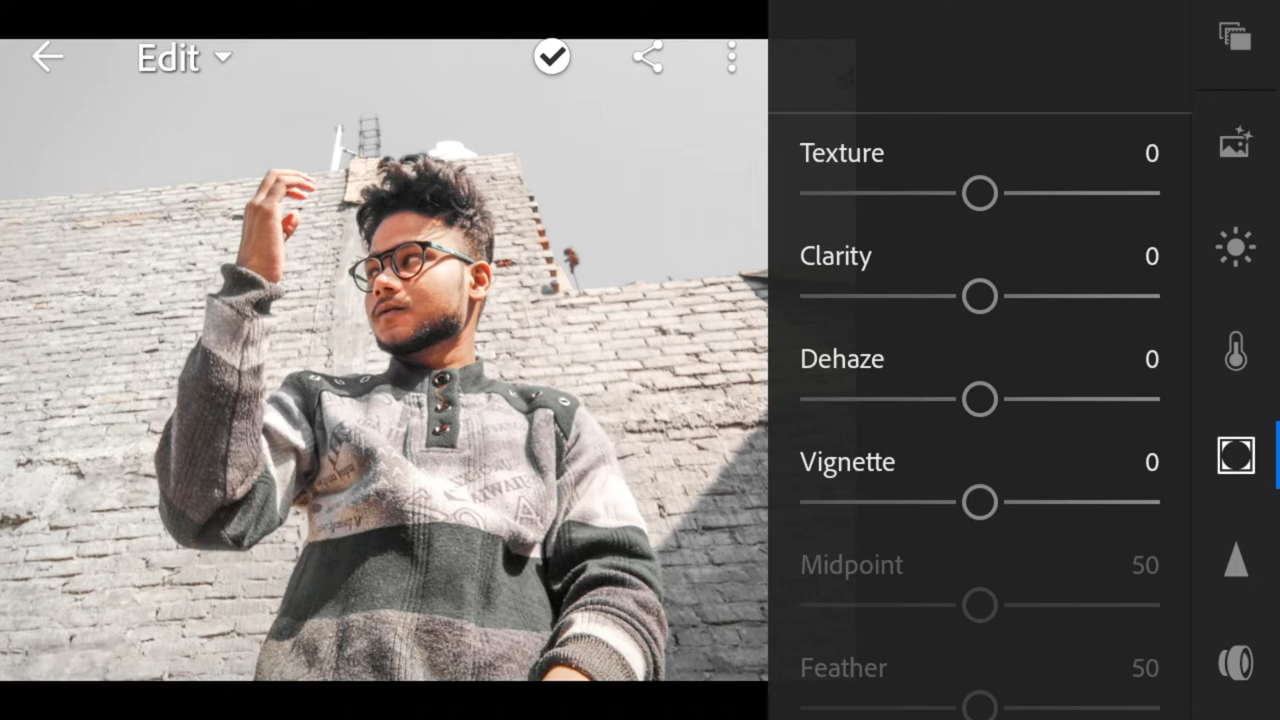 Edit
Texture 0
Clarity 0
Dehaze 0
Vignette 0
Midpoint 50
Feather 50